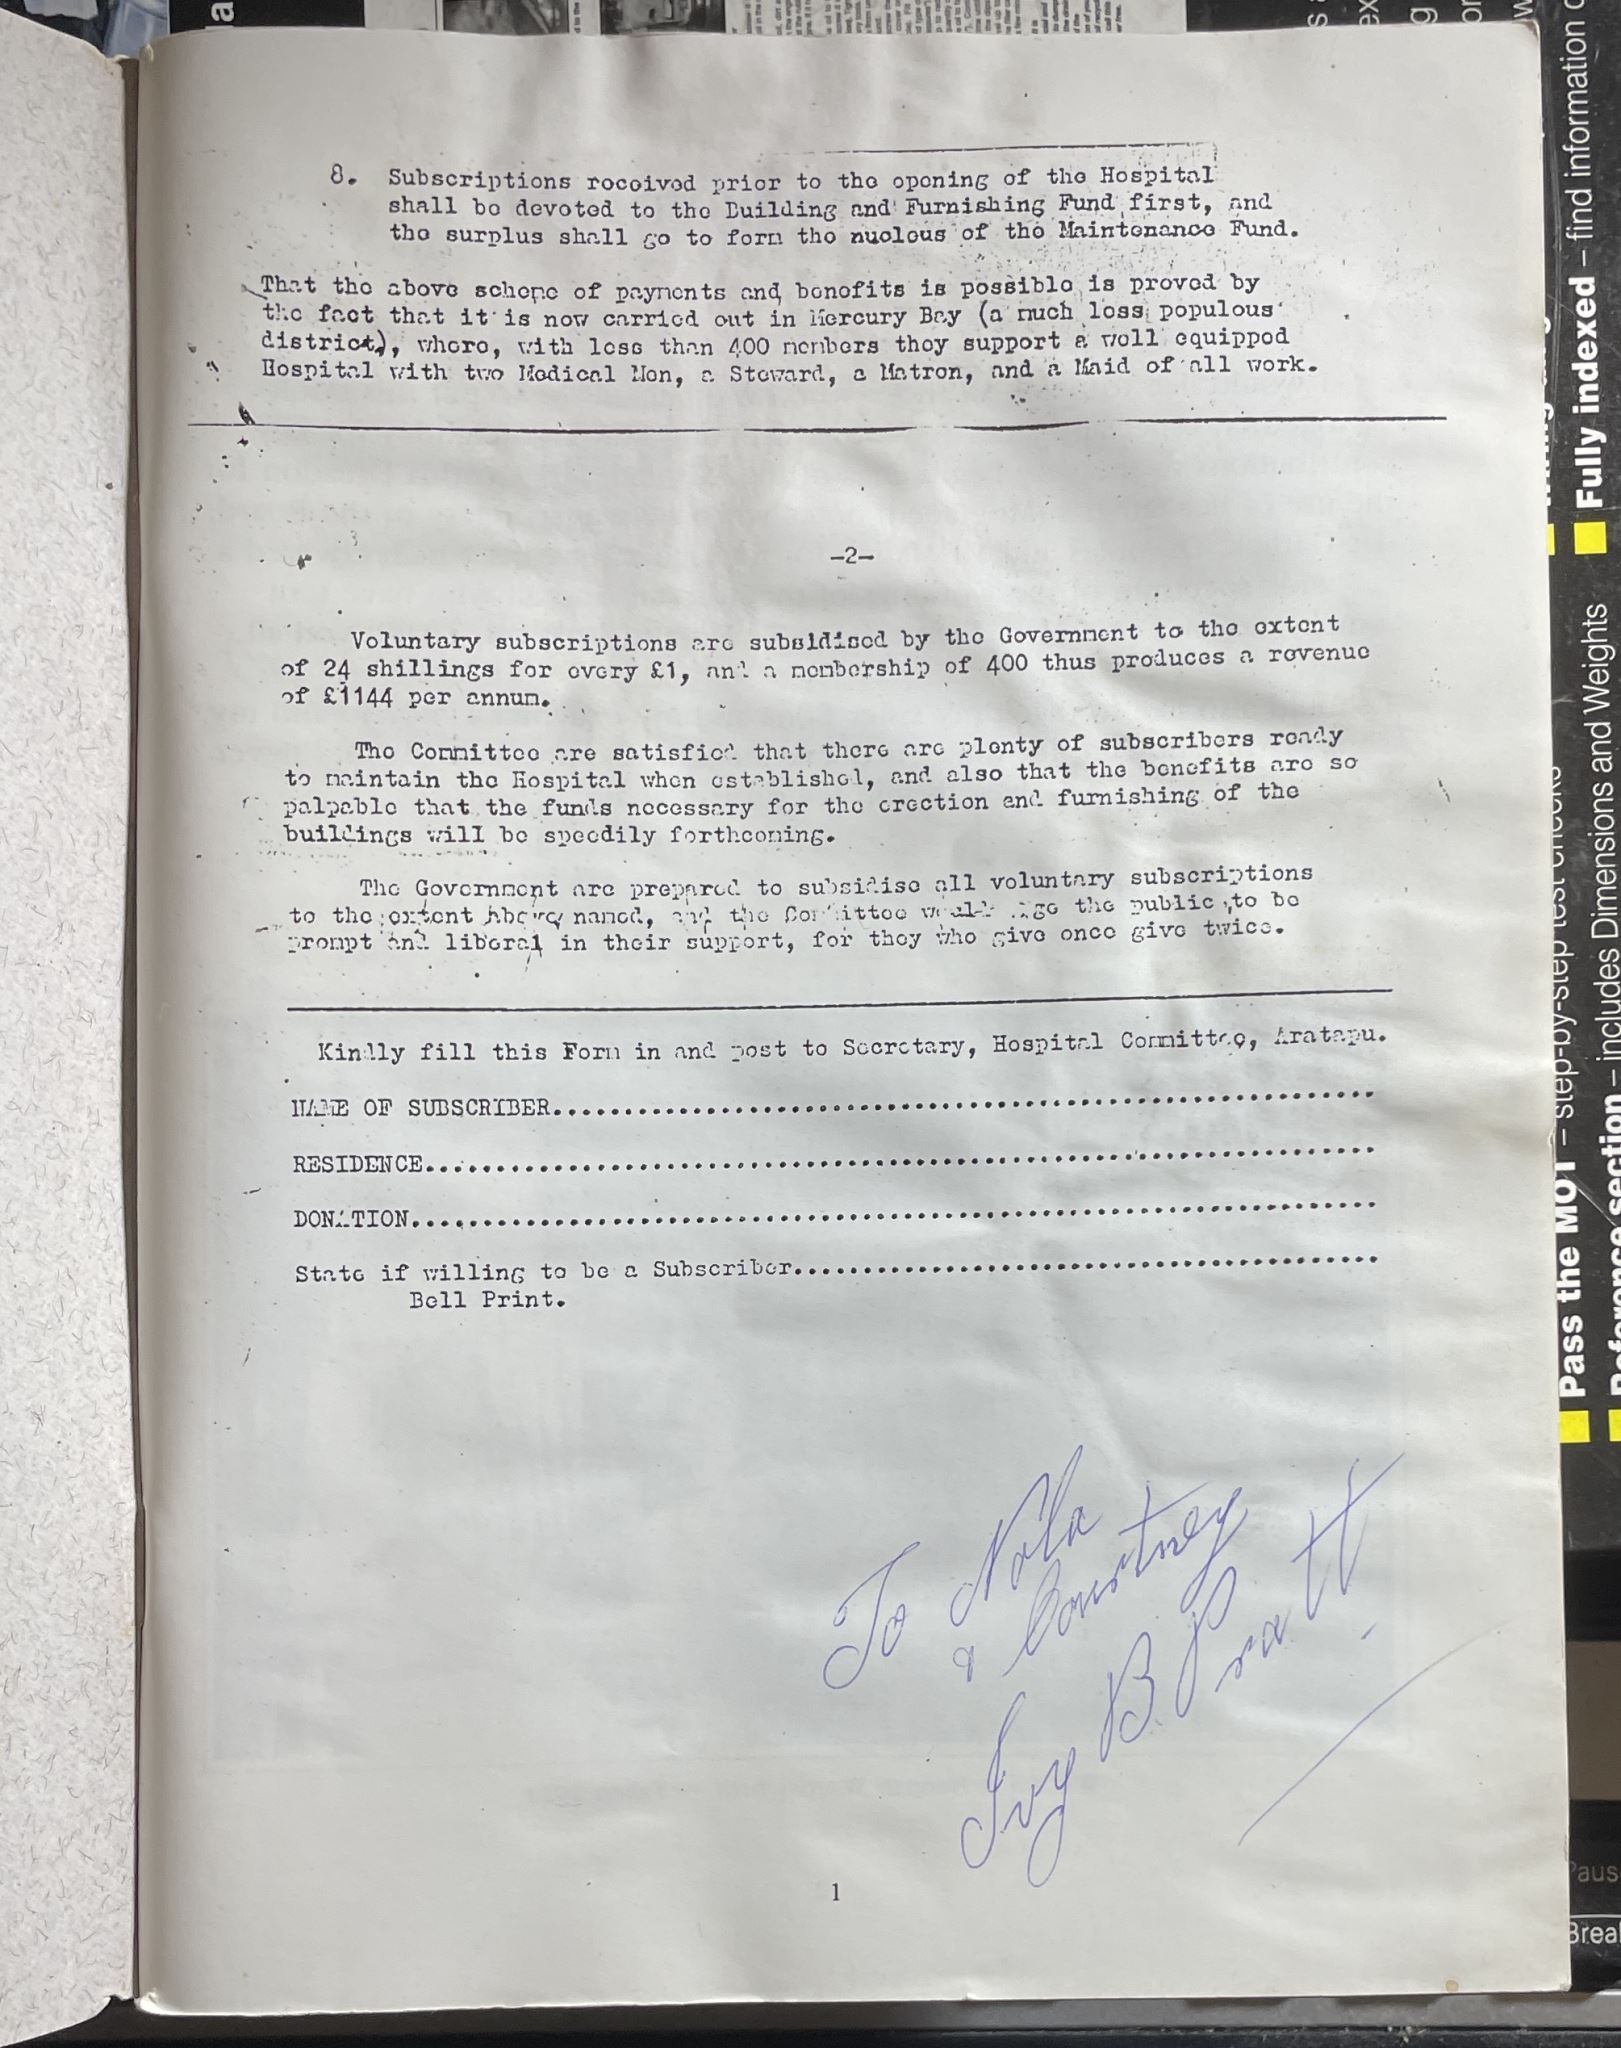 8. Subscriptions received prior to the opening of the Hospital
shall be devoted to the Building and Furnishing Fund first, and
the surplus shall go to form the nucleus of the Maintenance Fund.
That the above scheme of payments and benefits is possible is proved by
the fact that it is now carried out in Mercury Bay (a much less populous
district), where, with less than 400 members they support a well equipped
Hospital with two Medical Men, a Steward, a Matron, and a Maid of all work.
-2-
Voluntary subscriptions are subsidised by the Government to the extent
of 24 shillings for every £1, and a membership of 400 thus produces a revenue
of £1144 per annum.
The Committee are satisfied that there are plenty of subscribers ready
to maintain the Hospital when established, and also that the benefits are so
palpable that the funds necessary for the erection and furnishing of the
buildings will be speedily forthcoming.
The Government are prepared to subsidise all voluntary subscriptions
to the extent above named, and the Committee would the public to be
prompt and liberal in their support, for they who give once give twice.
Kindly fill this Form in and post to Secretary, Hospital Committee, Aratapu.
NAME OF SUBSCRIBER
RESIDENCE
DONATION
State if willing to be a Subscriber
Bell Print.
To Nola
& Courtney
Ivy B. Pratt
1
Fully indexed – find information
includes Dimensions and Weights
Pass the MOT – step-by-step test checks
Reference section
Paus
Brea